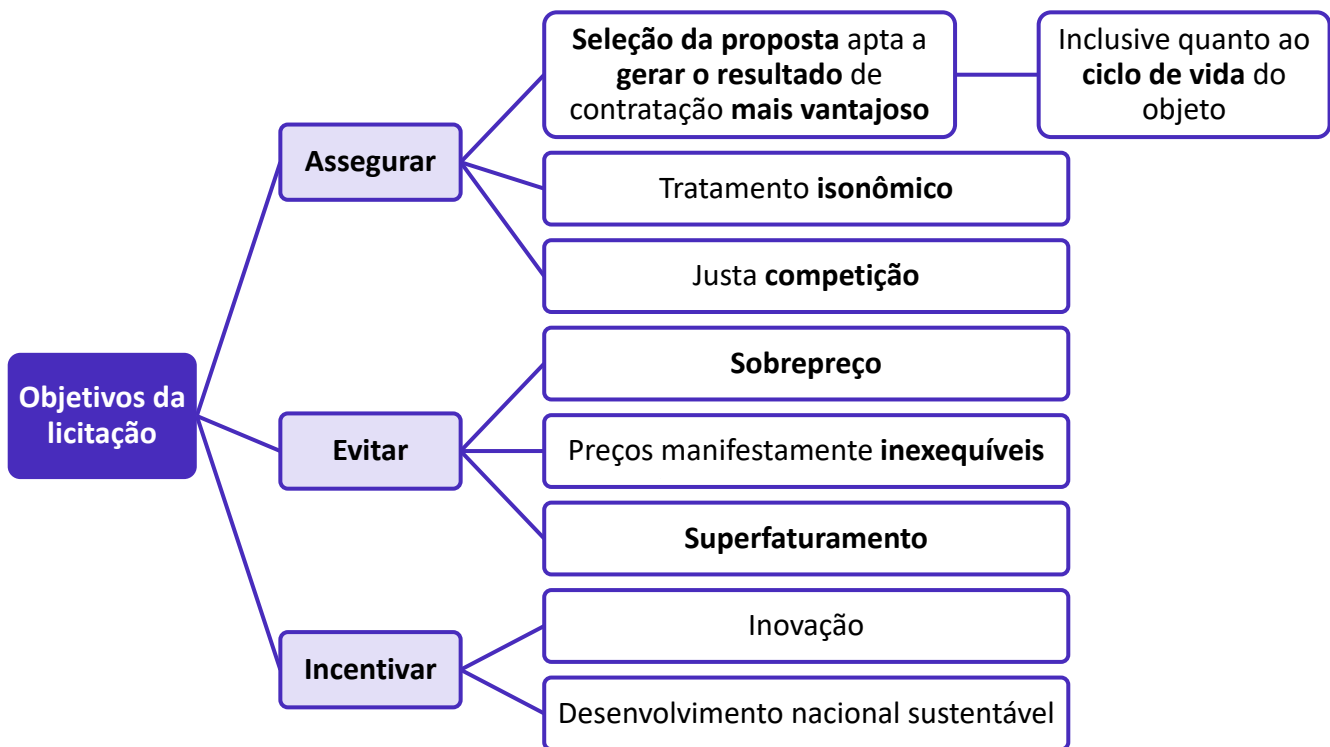 Seleção da proposta apta a
gerar o resultado de
contratação mais vantajoso
Inclusive quanto ao
ciclo de vida do
objeto
Assegurar
Tratamento isonômico
Justa competição
Objetivos da
licitação
Sobrepreço
Evitar
Preços manifestamente inexequíveis
Superfaturamento
Inovação
Incentivar
Desenvolvimento nacional sustentável